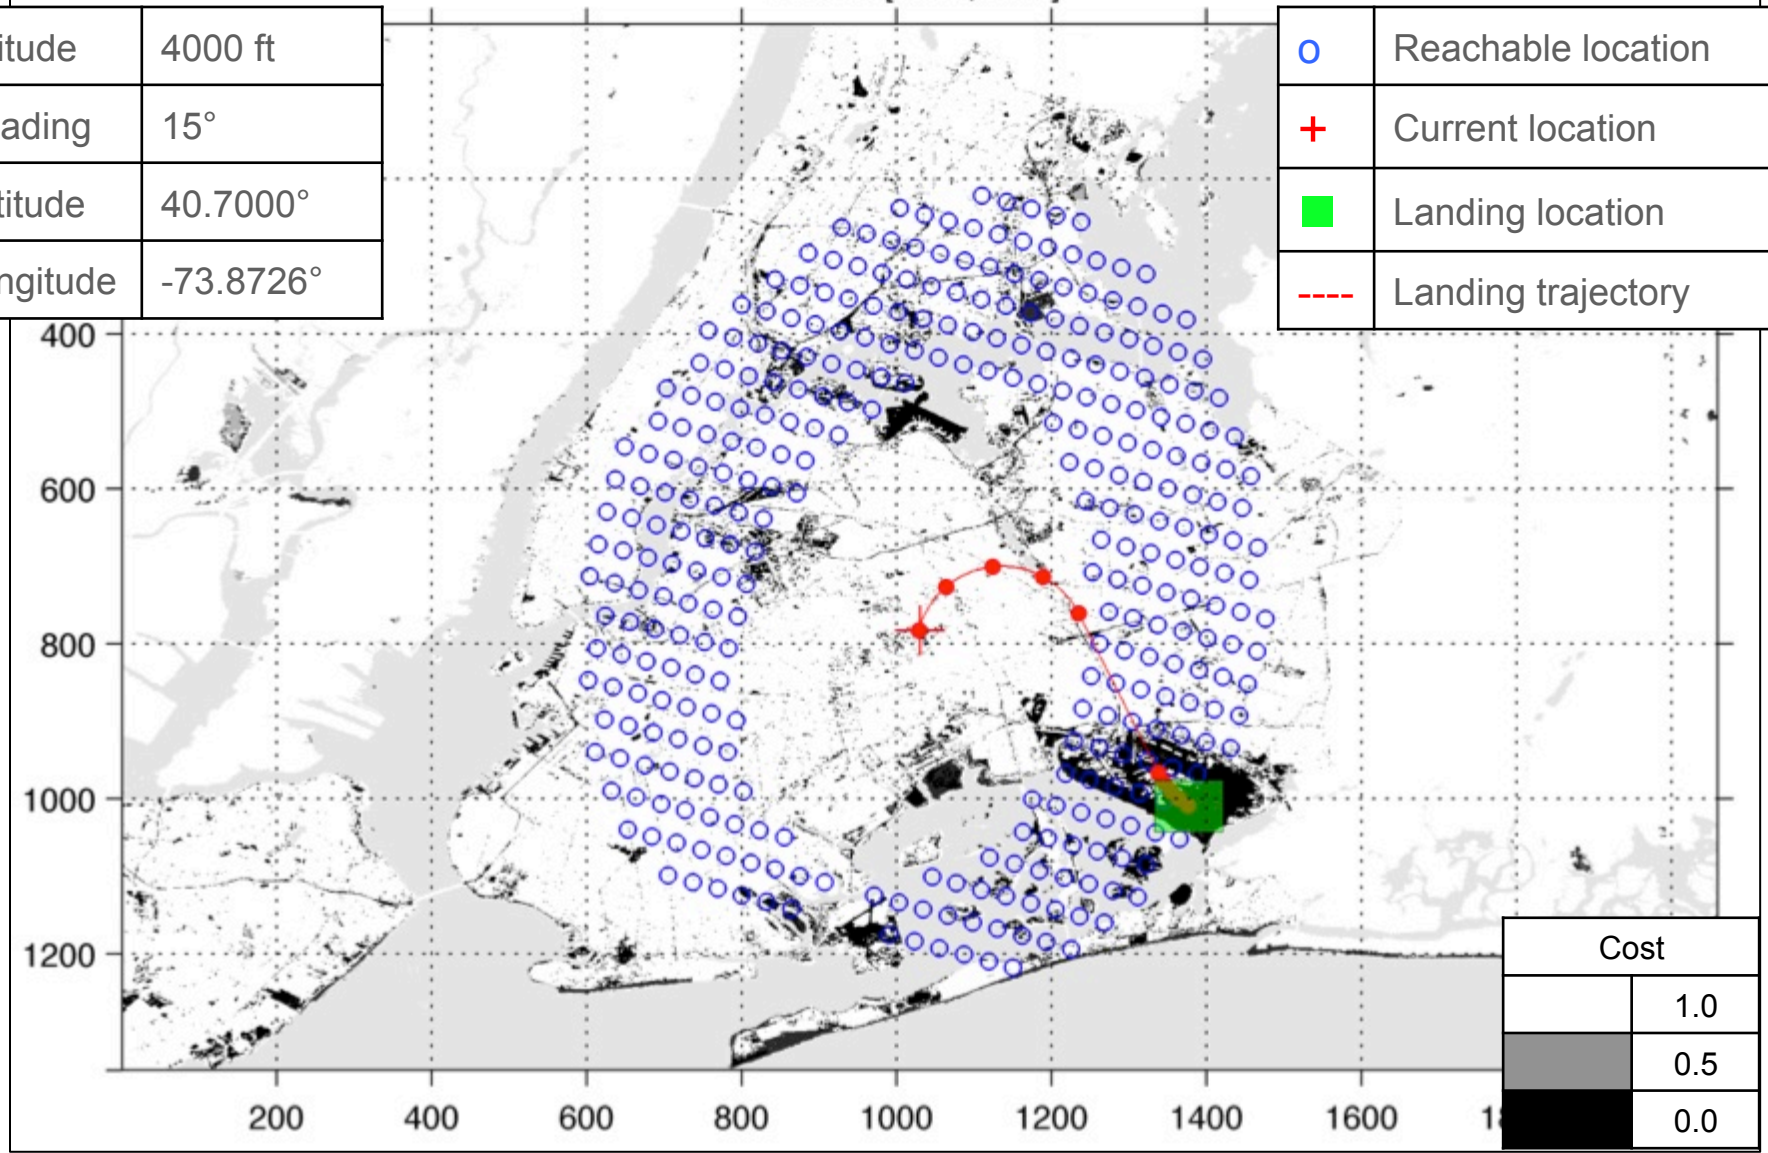 itude 4000 ft
ading 15°
titude 40.7000°
ngitude -73.8726°
o Reachable location
+ Current location
Landing location
---- Landing trajectory
400
600
800
1000
1200
200 400 600 800 1000 1200 1400 1600
Cost
1.0
0.5
0.0